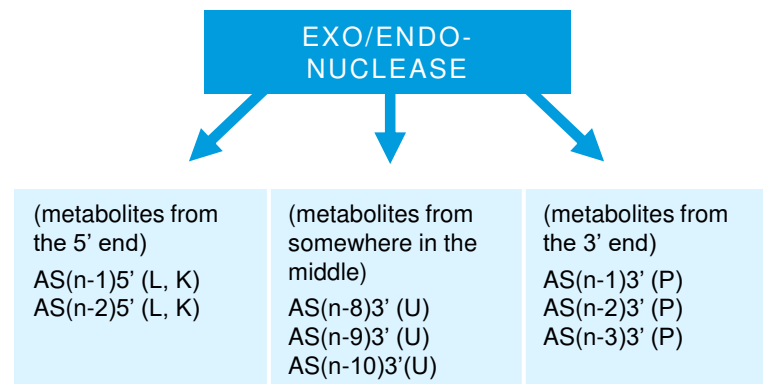 EXO/ENDO-
NUCLEASE
(metabolites from
the 5’ end)
AS(n-1)5’ (L, K)
AS(n-2)5’ (L, K)
(metabolites from
somewhere in the
middle)
AS(n-8)3’ (U)
AS(n-9)3’ (U)
AS(n-10)3’(U)
(metabolites from
the 3’ end)
AS(n-1)3’ (P)
AS(n-2)3’ (P)
AS(n-3)3’ (P)